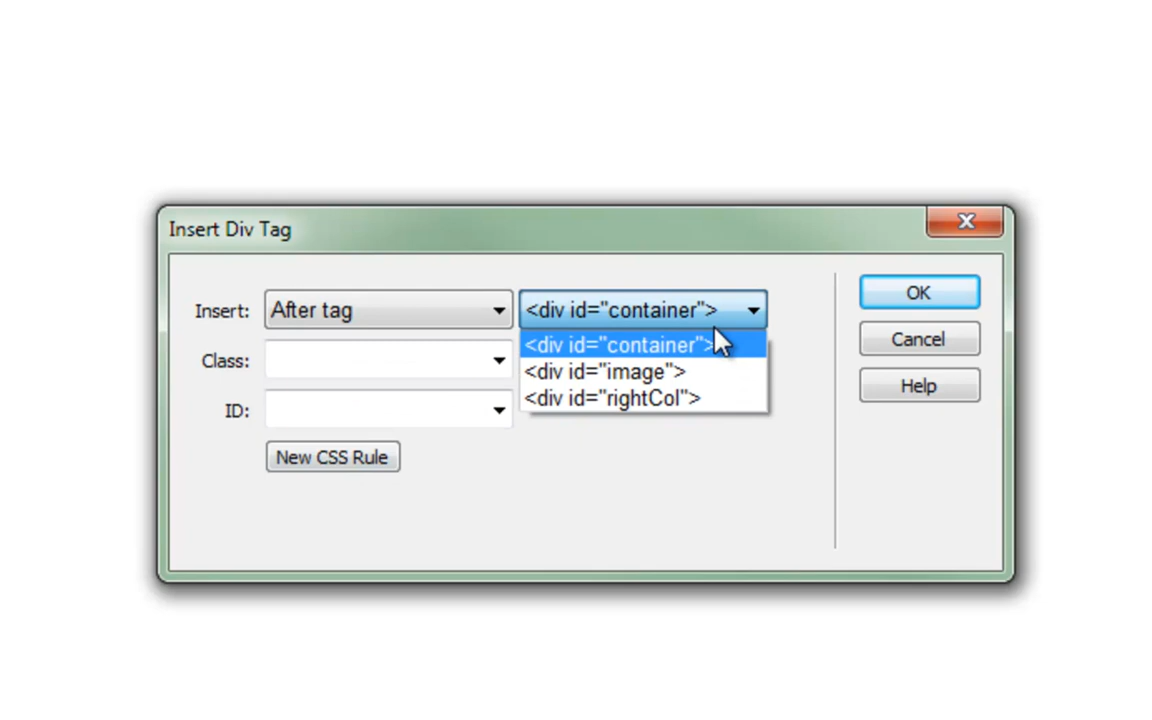 Insert Div Tag
Insert: After tag <div id="container">
<div id="container">
<div id="image">
<div id="rightCol">
Class:
ID:
New CSS Rule
OK
Cancel
Help